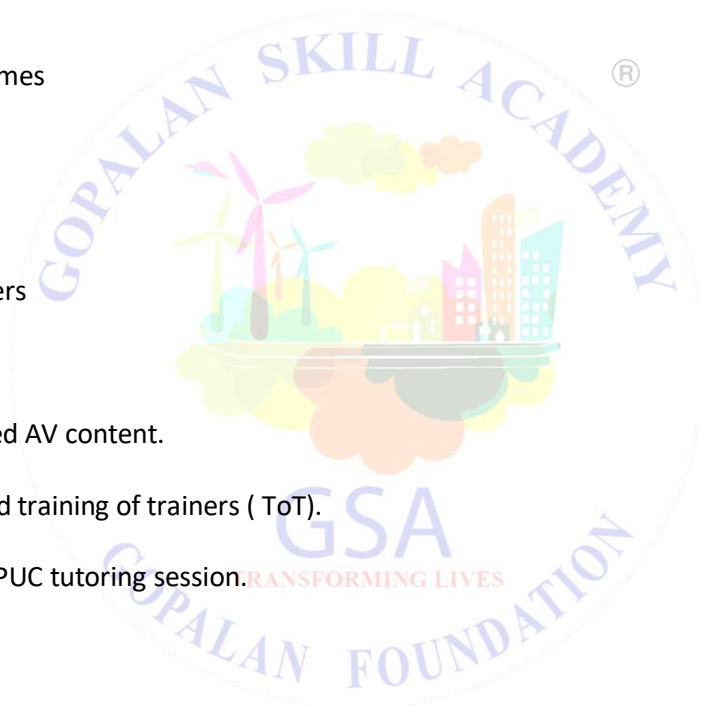 mes
GOPALAN SKILL ACADEMY ®
ers
ed AV content.
d training of trainers ( ToT).
GSA
PUC tutoring session.
TRANSFORMING LIVES
GOPALAN FOUNDATION